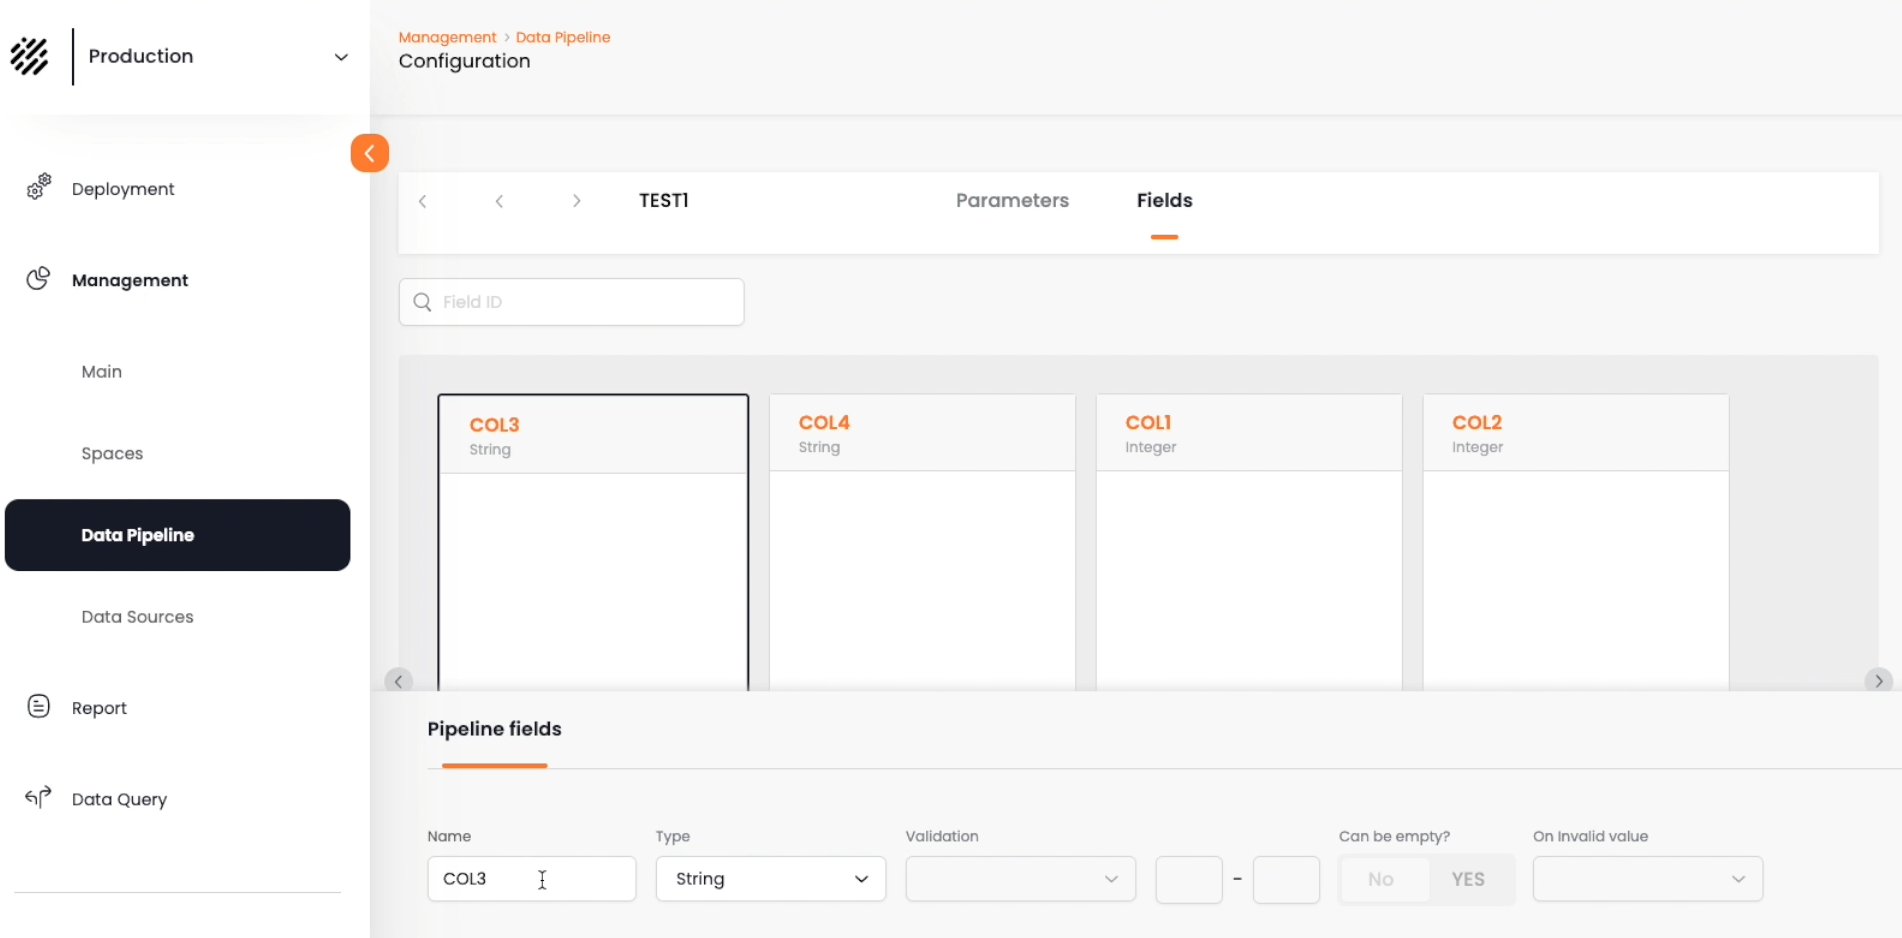 Production
Deployment
Management
Main
Spaces
Data Pipeline
Data Sources
Report
Data Query
Management > Data Pipeline
Configuration
TEST1 Parameters Fields
Field ID
COL3 COL4 COL1 COL2
String String Integer Integer
Pipeline fields
Name Type Validation Can be empty? On Invalid value
COL3 String - No YES